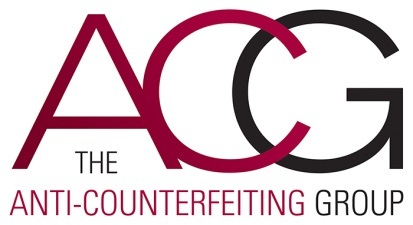 ACG
THE
ANTI-COUNTERFEITING GROUP